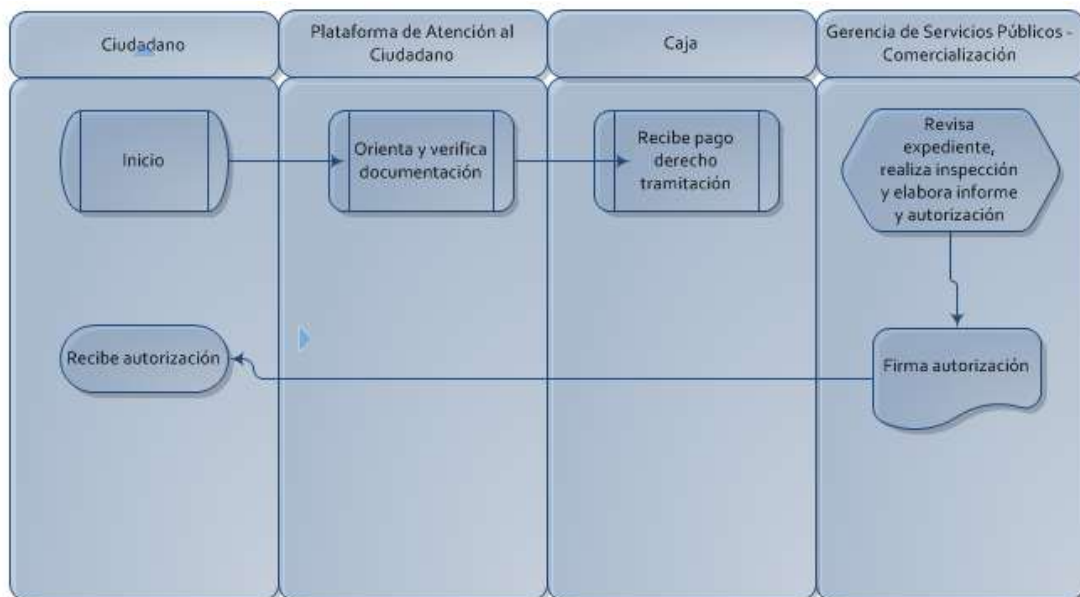 Ciudadano
Plataforma de Atención al
Ciudadano
Caja
Gerencia de Servicios Públicos -
Comercialización
Inicio
Orienta y verifica
documentación
Recibe pago
derecho
tramitación
Revisa
expediente,
realiza inspección
y elabora informe
y autorización
Recibe autorización
Firma autorización